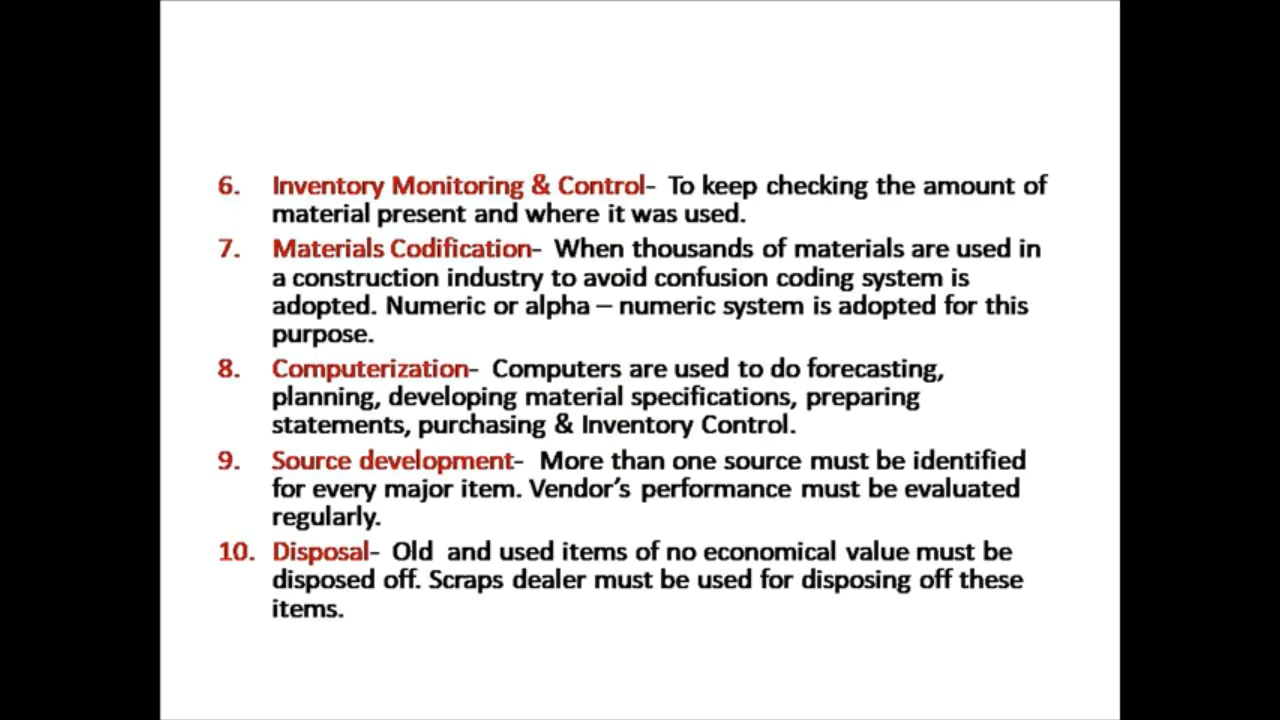 6. Inventory Monitoring & Control- To keep checking the amount of
material present and where it was used.
7. Materials Codification- When thousands of materials are used in
a construction industry to avoid confusion coding system is
adopted. Numeric or alpha – numeric system is adopted for this
purpose.
8. Computerization- Computers are used to do forecasting,
planning, developing material specifications, preparing
statements, purchasing & Inventory Control.
9. Source development- More than one source must be identified
for every major item. Vendor’s performance must be evaluated
regularly.
10. Disposal- Old and used items of no economical value must be
disposed off. Scraps dealer must be used for disposing off these
items.